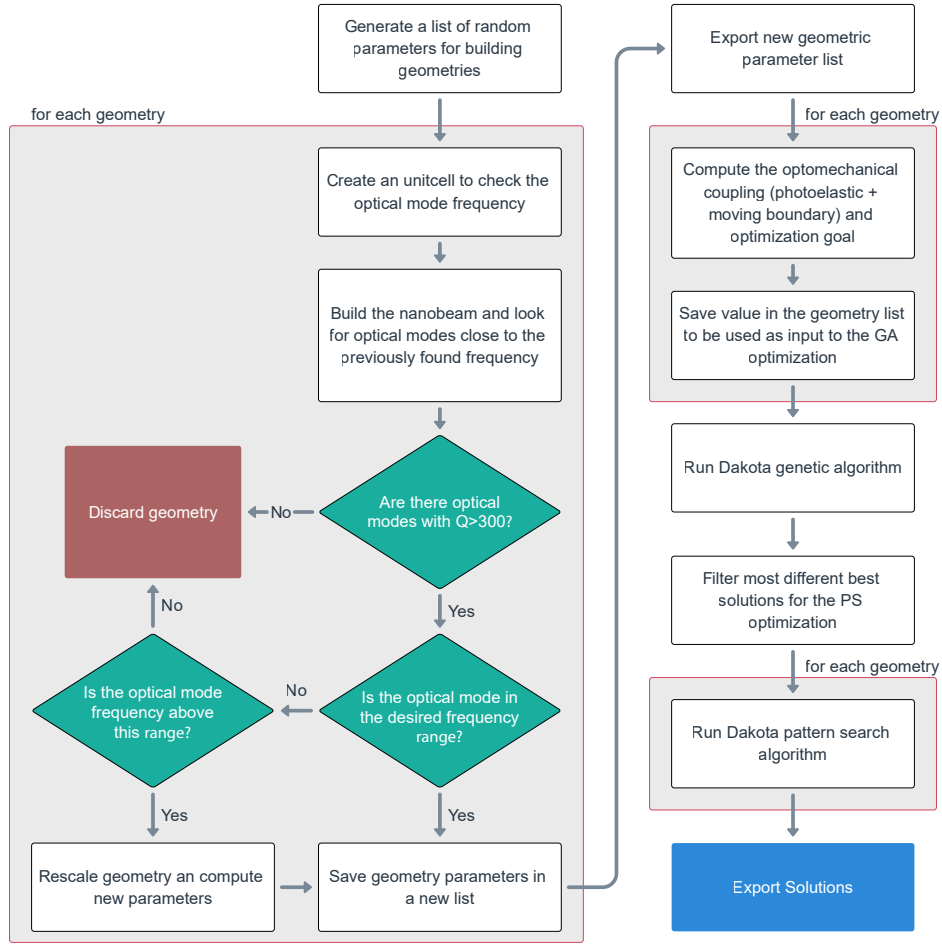 Generate a list of random
parameters for building
geometries
for each geometry
Create an unitcell to check the
optical mode frequency
Build the nanobeam and look
for optical modes close to the
previously found frequency
Are there optical
modes with Q>300?
No
Discard geometry
Yes
No
Is the optical mode in
the desired frequency
range?
No
Is the optical mode
frequency above
this range?
Yes
Yes
Rescale geometry an compute
new parameters
Save geometry parameters in
a new list
Export new geometric
parameter list
for each geometry
Compute the optomechanical
coupling (photoelastic +
moving boundary) and
optimization goal
Save value in the geometry list
to be used as input to the GA
optimization
Run Dakota genetic algorithm
Filter most different best
solutions for the PS
optimization
for each geometry
Run Dakota pattern search
algorithm
Export Solutions